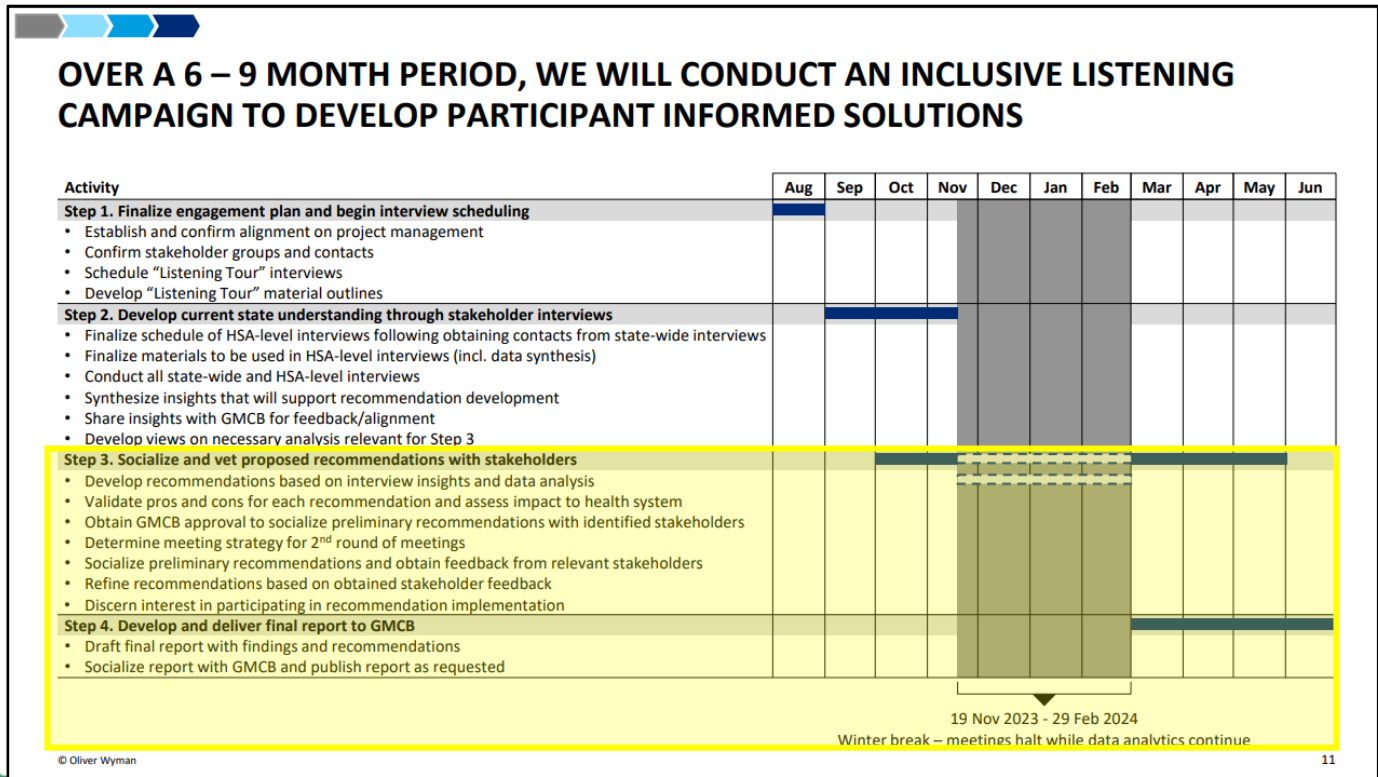 OVER A 6 – 9 MONTH PERIOD, WE WILL CONDUCT AN INCLUSIVE LISTENING
CAMPAIGN TO DEVELOP PARTICIPANT INFORMED SOLUTIONS
Activity Aug Sep Oct Nov Dec Jan Feb Mar Apr May Jun
Step 1. Finalize engagement plan and begin interview scheduling
• Establish and confirm alignment on project management
• Confirm stakeholder groups and contacts
• Schedule “Listening Tour” interviews
• Develop “Listening Tour” material outlines
Step 2. Develop current state understanding through stakeholder interviews
• Finalize schedule of HSA-level interviews following obtaining contacts from state-wide interviews
• Finalize materials to be used in HSA-level interviews (incl. data synthesis)
• Conduct all state-wide and HSA-level interviews
• Synthesize insights that will support recommendation development
• Share insights with GMCB for feedback/alignment
• Develop views on necessary analysis relevant for Step 3
Step 3. Socialize and vet proposed recommendations with stakeholders
• Develop recommendations based on interview insights and data analysis
• Validate pros and cons for each recommendation and assess impact to health system
• Obtain GMCB approval to socialize preliminary recommendations with identified stakeholders
• Determine meeting strategy for 2nd round of meetings
• Socialize preliminary recommendations and obtain feedback from relevant stakeholders
• Refine recommendations based on obtained stakeholder feedback
• Discern interest in participating in recommendation implementation
Step 4. Develop and deliver final report to GMCB
• Draft final report with findings and recommendations
• Socialize report with GMCB and publish report as requested
19 Nov 2023 - 29 Feb 2024
Winter break – meetings halt while data analytics continue
© Oliver Wyman
11